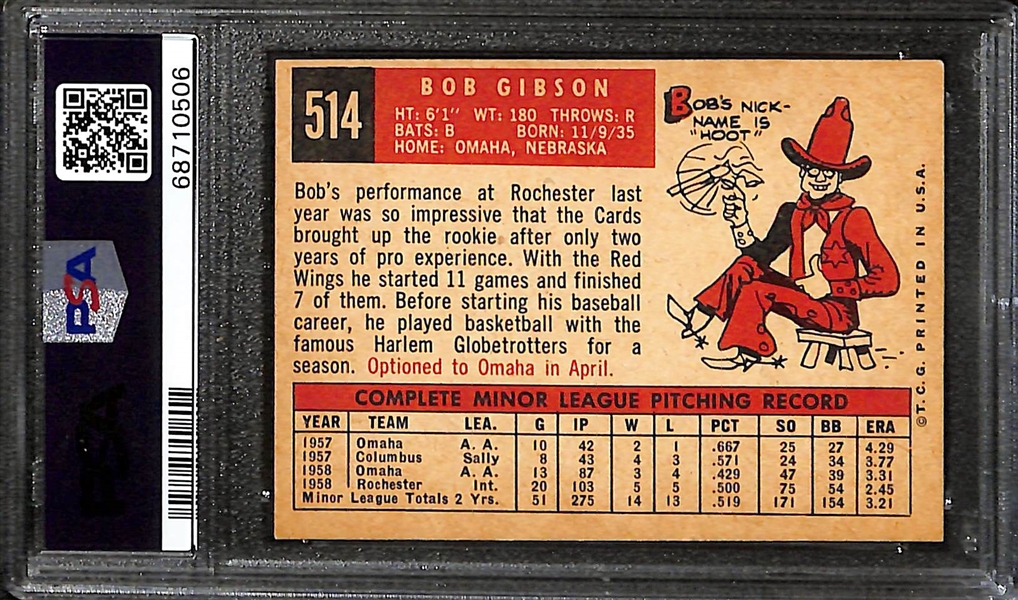 687710506
PSA
514
BOB GIBSON
HT: 6'1" WT: 180 THROWS: R
BATS: B BORN: 11/9/35
HOME: OMAHA, NEBRASKA
BOB'S NICK-
NAME IS
"HOOT"
Bob's performance at Rochester last
year was so impressive that the Cards
brought up the rookie after only two
years of pro experience. With the Red
Wings he started 11 games and finished
7 of them. Before starting his baseball
career, he played basketball with the
famous Harlem Globetrotters for a
season. Optioned to Omaha in April.
©T. C. G. PRINTED IN U.S.A.
COMPLETE MINOR LEAGUE PITCHING RECORD
YEAR TEAM LEA. G IP W L PCT SO BB ERA
1957 Omaha A. A. 10 42 2 1 .667 25 27 4.29
1957 Columbus Sally 8 43 4 3 .571 24 34 3.77
1958 Omaha A. A. 13 87 3 4 .429 47 39 3.31
1958 Rochester Int. 20 103 5 5 .500 75 54 2.45
Minor League Totals 2 Yrs. 51 275 14 13 .519 171 154 3.21